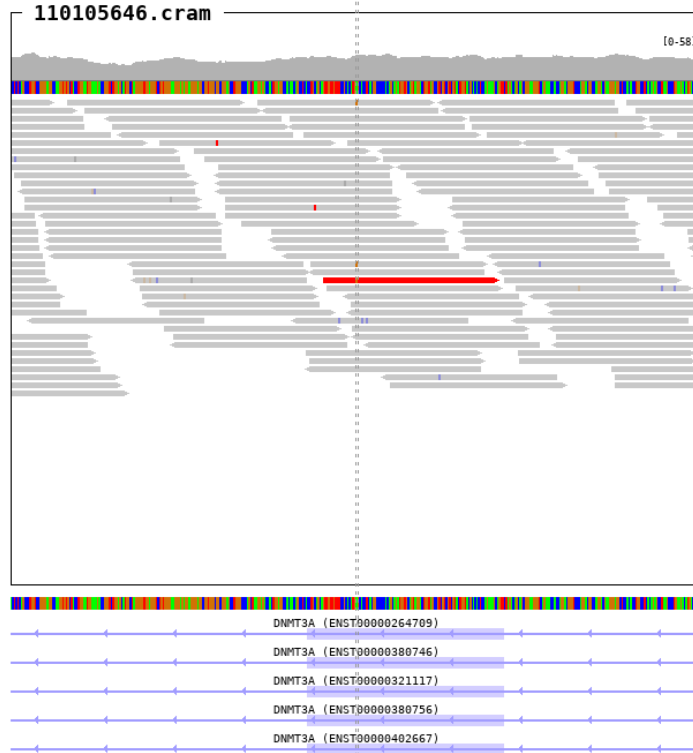 110105646.cram
[0-58]
DNMT3A (ENST00000264709)
DNMT3A (ENST00000380746)
DNMT3A (ENST00000321117)
DNMT3A (ENST00000380756)
DNMT3A (ENST00000402667)